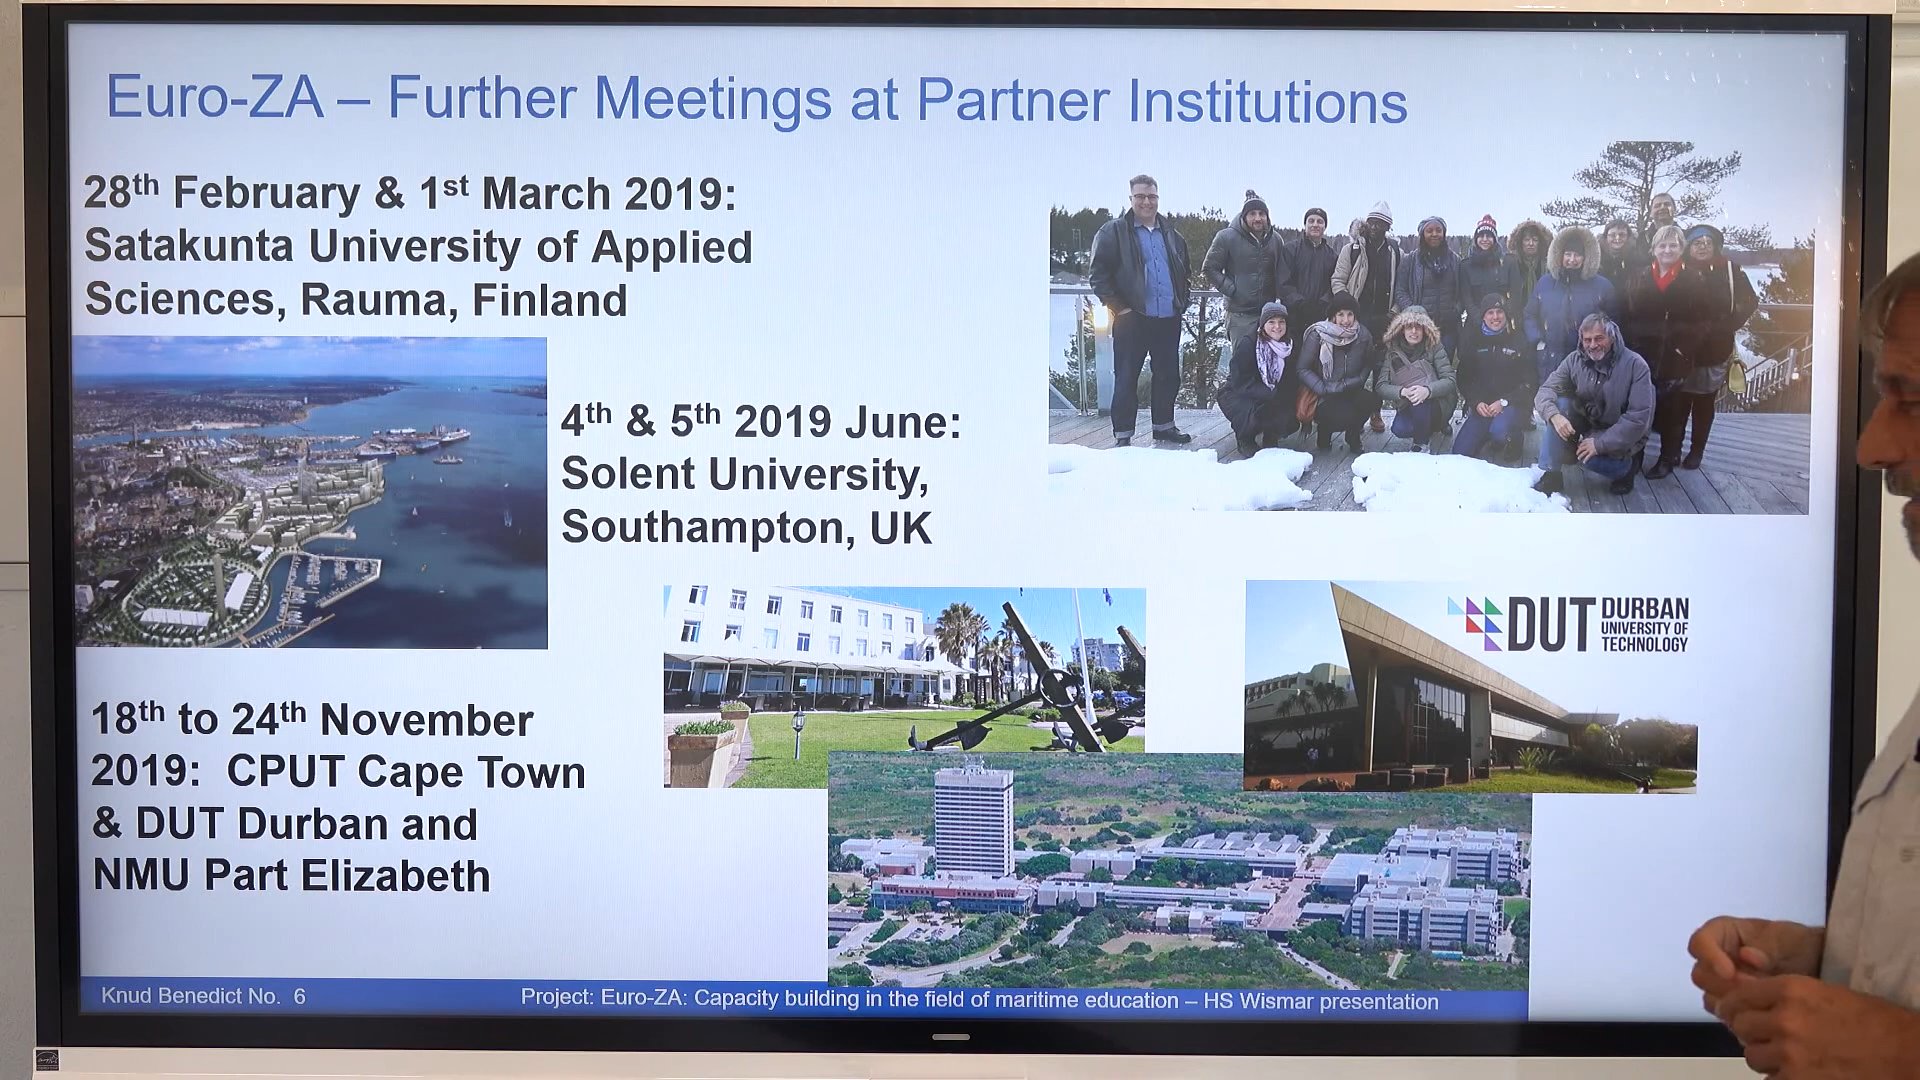 Euro-ZA – Further Meetings at Partner Institutions
28th February & 1st March 2019:
Satakunta University of Applied
Sciences, Rauma, Finland
4th & 5th 2019 June:
Solent University,
Southampton, UK
DUT DURBAN
UNIVERSITY OF
TECHNOLOGY
18th to 24th November
2019: CPUT Cape Town
& DUT Durban and
NMU Part Elizabeth
Knud Benedict No. 6
Project: Euro-ZA: Capacity building in the field of maritime education – HS Wismar presentation